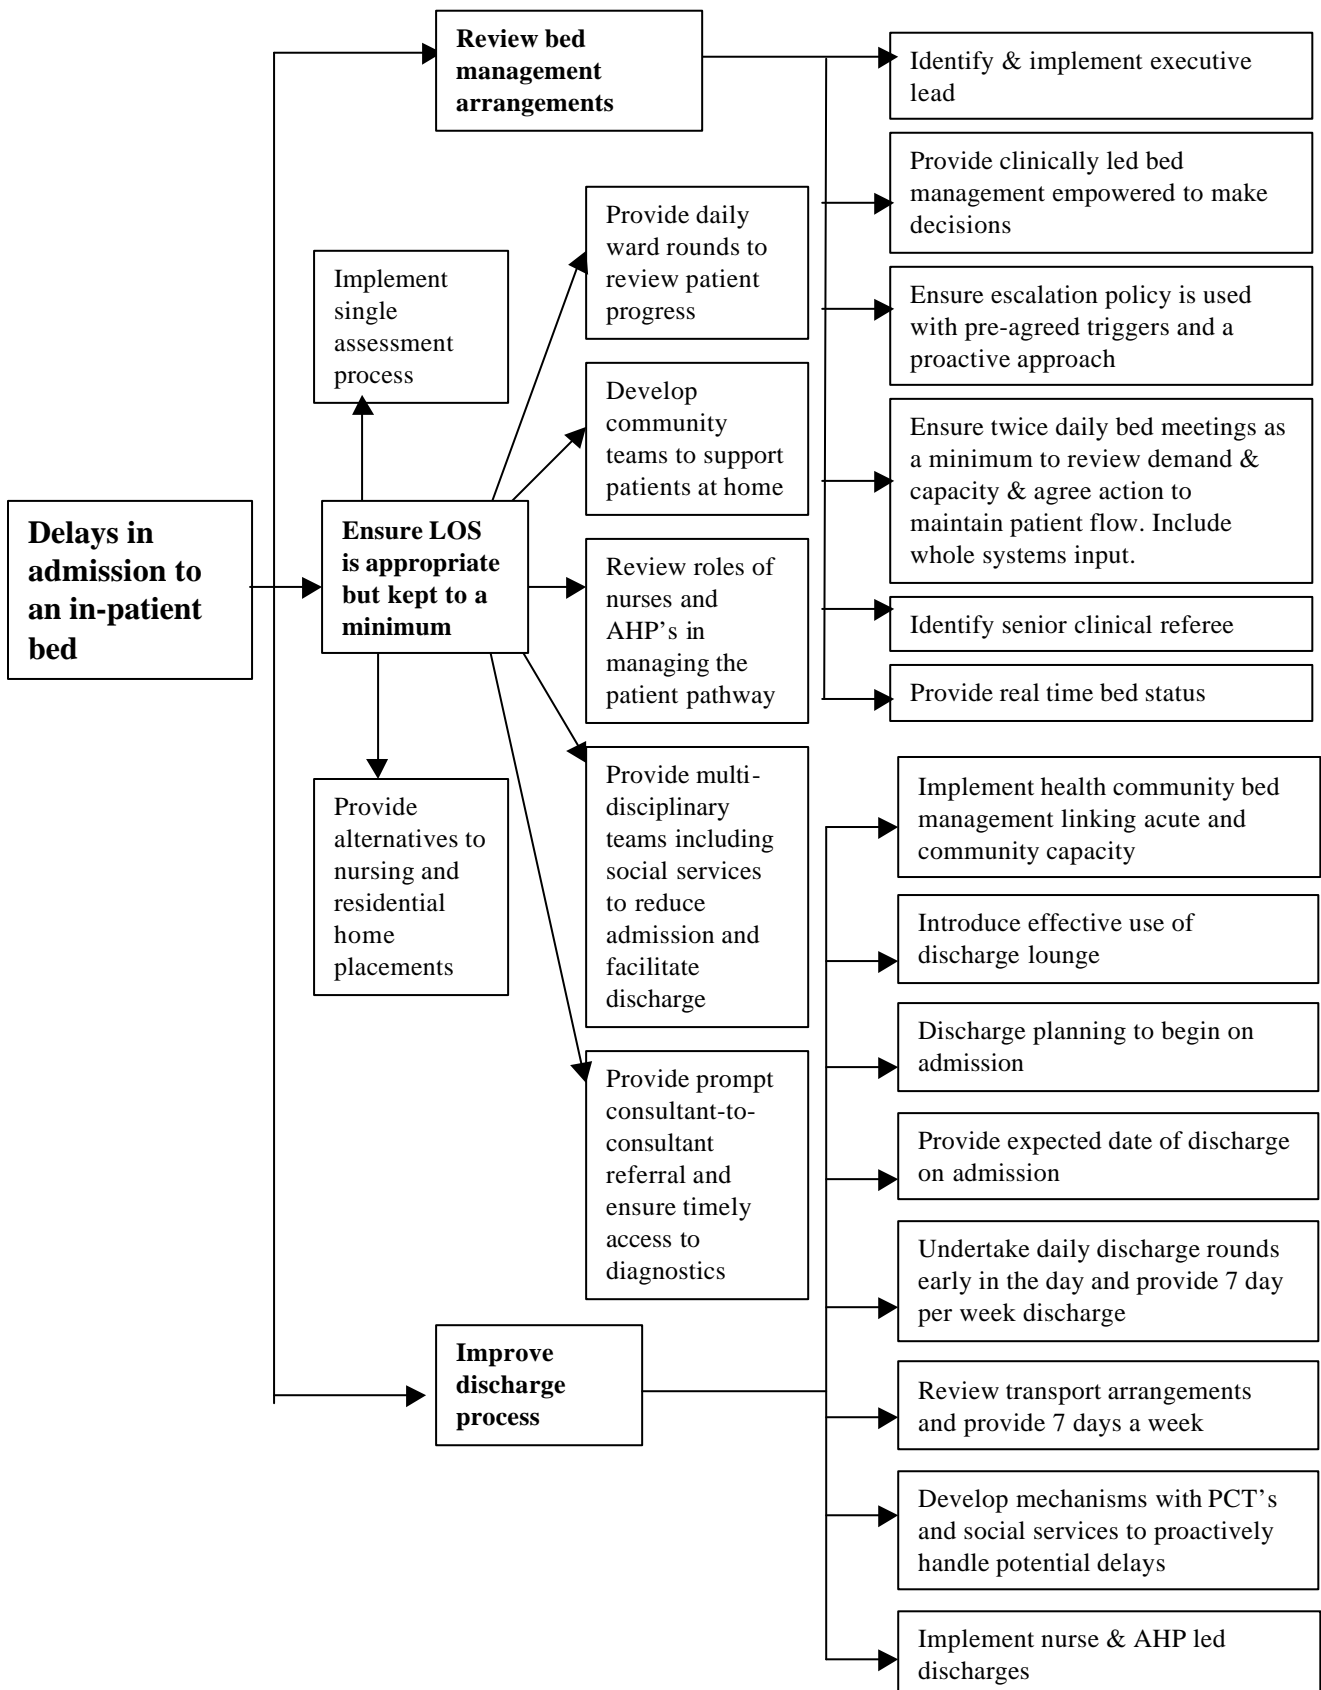 Delays in
admission to
an in-patient
bed
Review bed
management
arrangements
Identify & implement executive
lead
Provide clinically led bed
management empowered to make
decisions
Ensure escalation policy is used
with pre-agreed triggers and a
proactive approach
Ensure twice daily bed meetings as
a minimum to review demand &
capacity & agree action to
maintain patient flow. Include
whole systems input.
Identify senior clinical referee
Provide real time bed status
Ensure LOS
is appropriate
but kept to a
minimum
Implement
single
assessment
process
Provide
alternatives to
nursing and
residential
home
placements
Provide daily
ward rounds to
review patient
progress
Develop
community
teams to support
patients at home
Review roles of
nurses and
AHP's in
managing the
patient pathway
Provide multi-
disciplinary
teams including
social services
to reduce
admission and
facilitate
discharge
Provide prompt
consultant-to-
consultant
referral and
ensure timely
access to
diagnostics
Improve
discharge
process
Implement health community bed
management linking acute and
community capacity
Introduce effective use of
discharge lounge
Discharge planning to begin on
admission
Provide expected date of discharge
on admission
Undertake daily discharge rounds
early in the day and provide 7 day
per week discharge
Review transport arrangements
and provide 7 days a week
Develop mechanisms with PCT's
and social services to proactively
handle potential delays
Implement nurse & AHP led
discharges